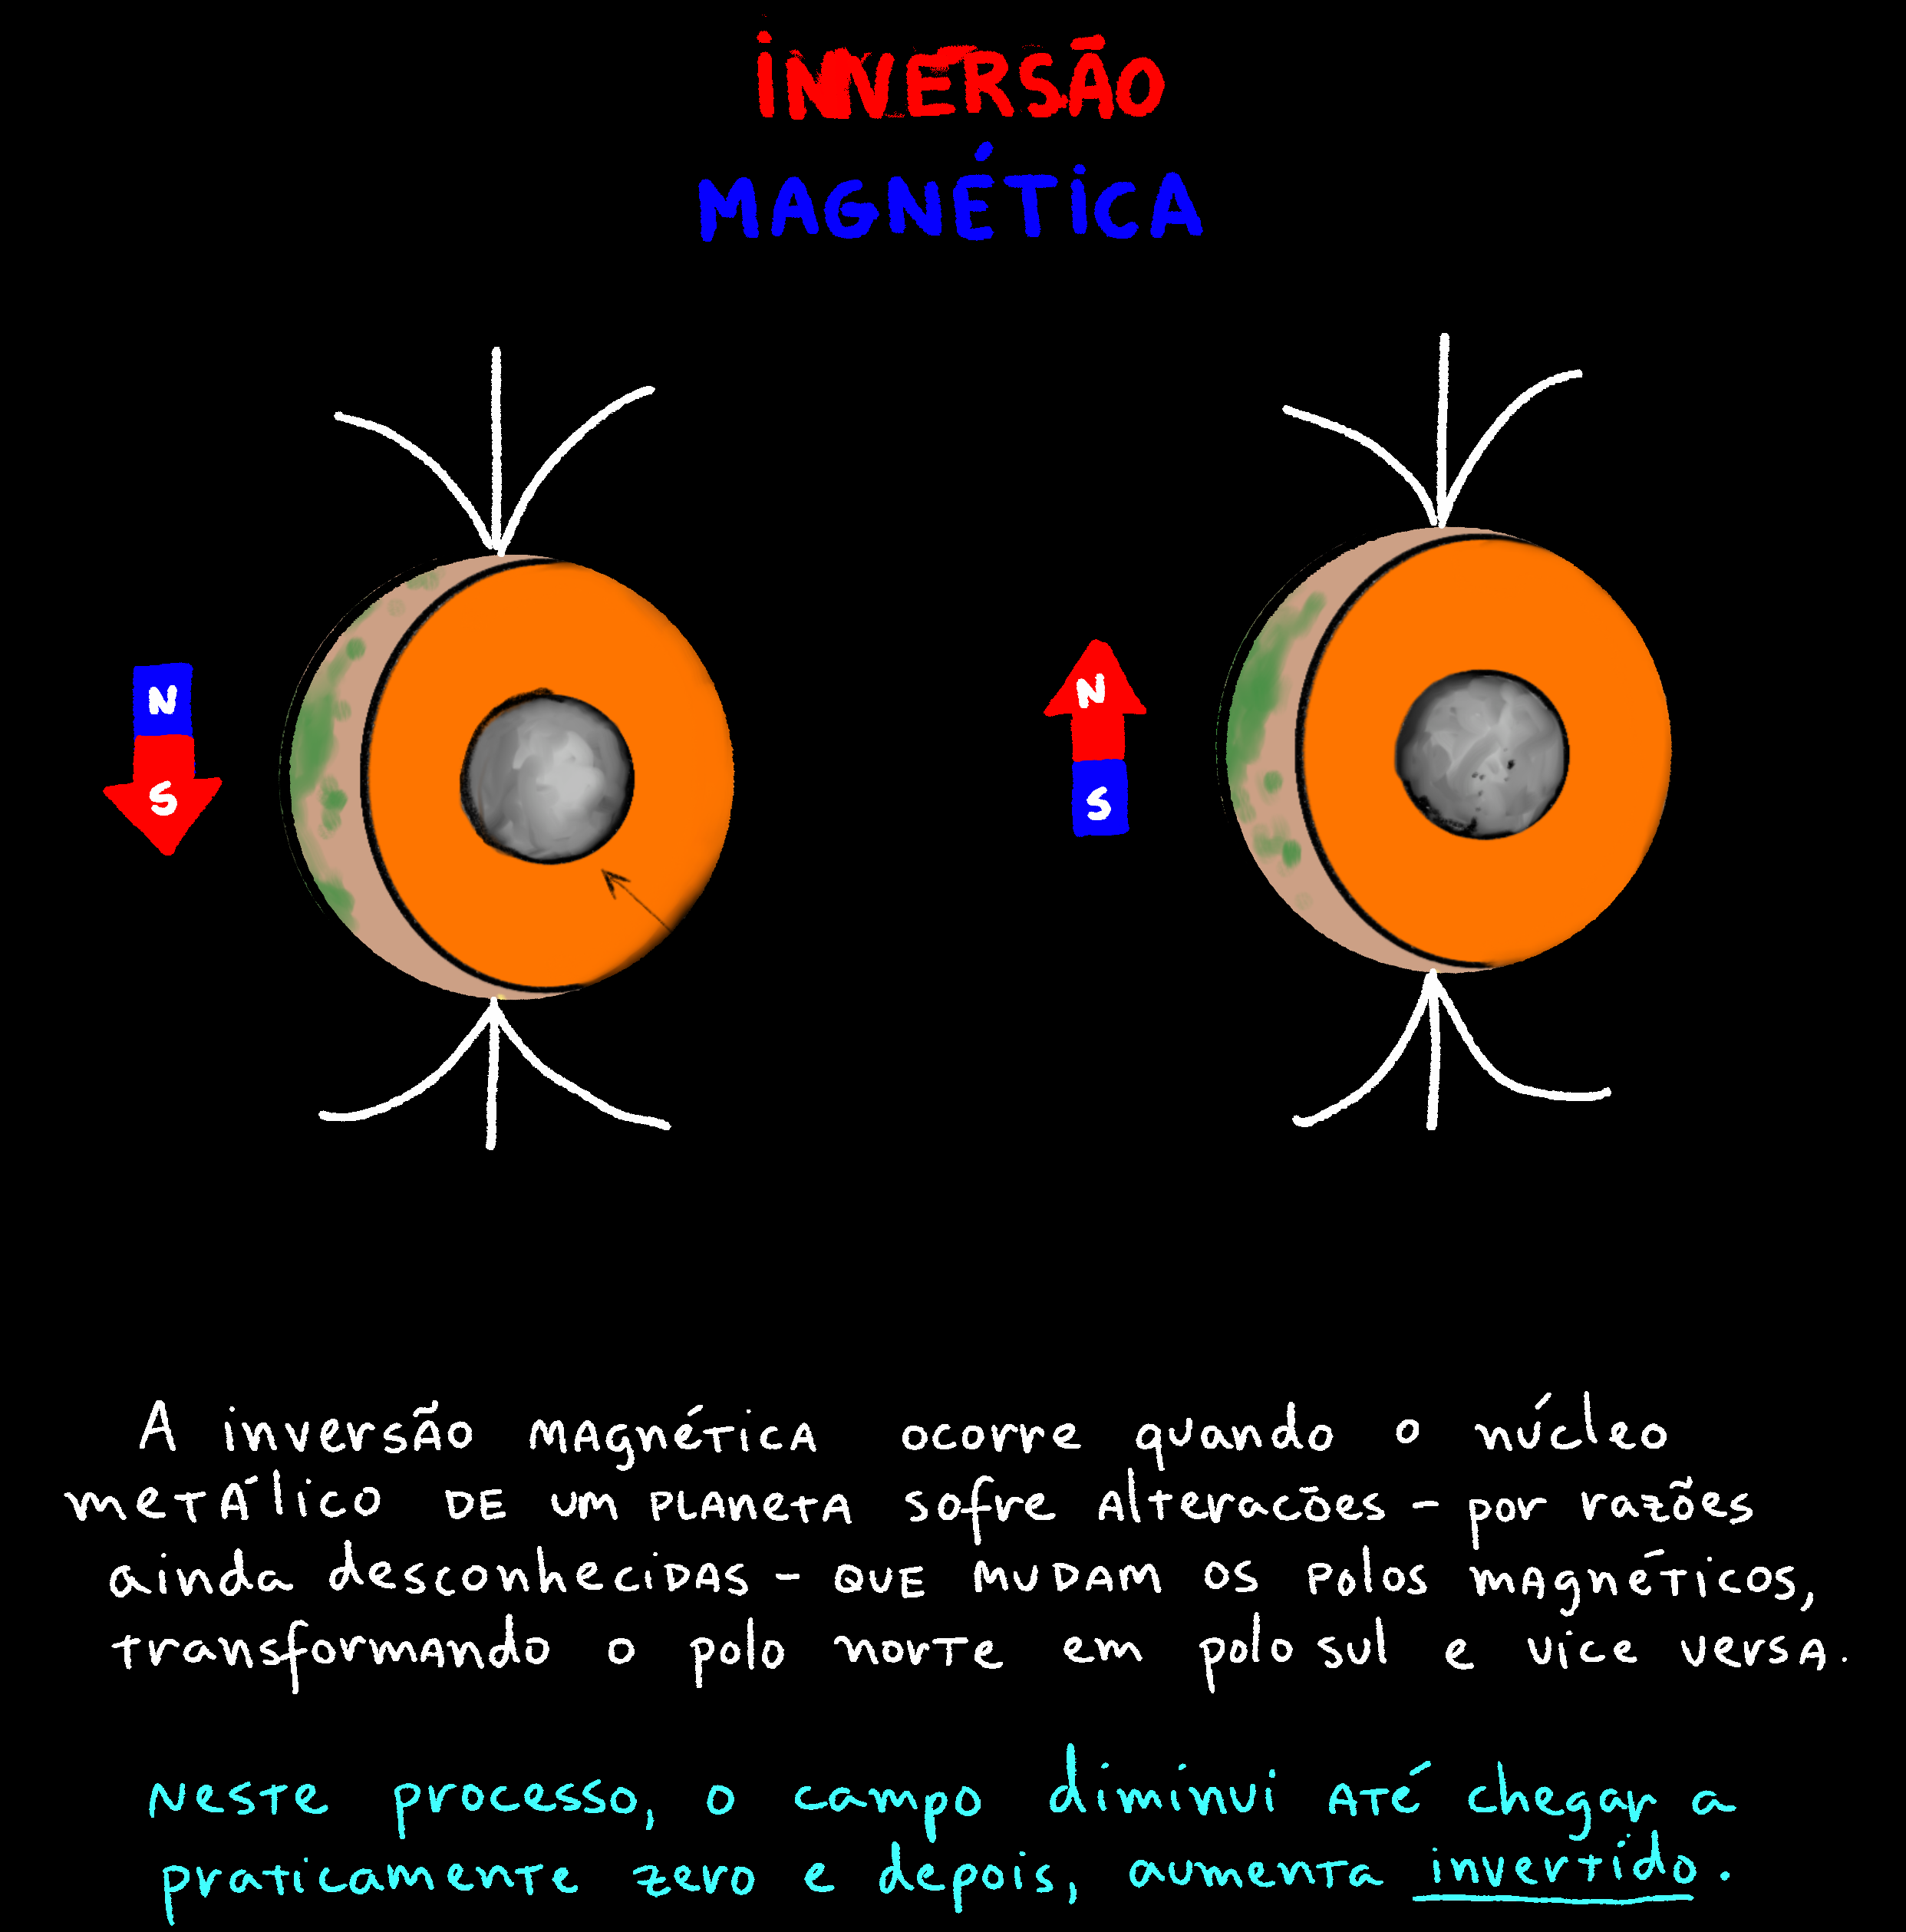 INVERSÃO
MAGNÉTICA
N
S
N
S
A inversão magnética ocorre quando o núcleo
metálico de um planeta sofre alteracões - por razões
ainda desconhecidas - que mudam os polos magnéticos,
transformando o polo norte em polo sul e vice versa.
Neste processo, o campo diminui até chegar a
praticamente zero e depois, aumenta invertido.